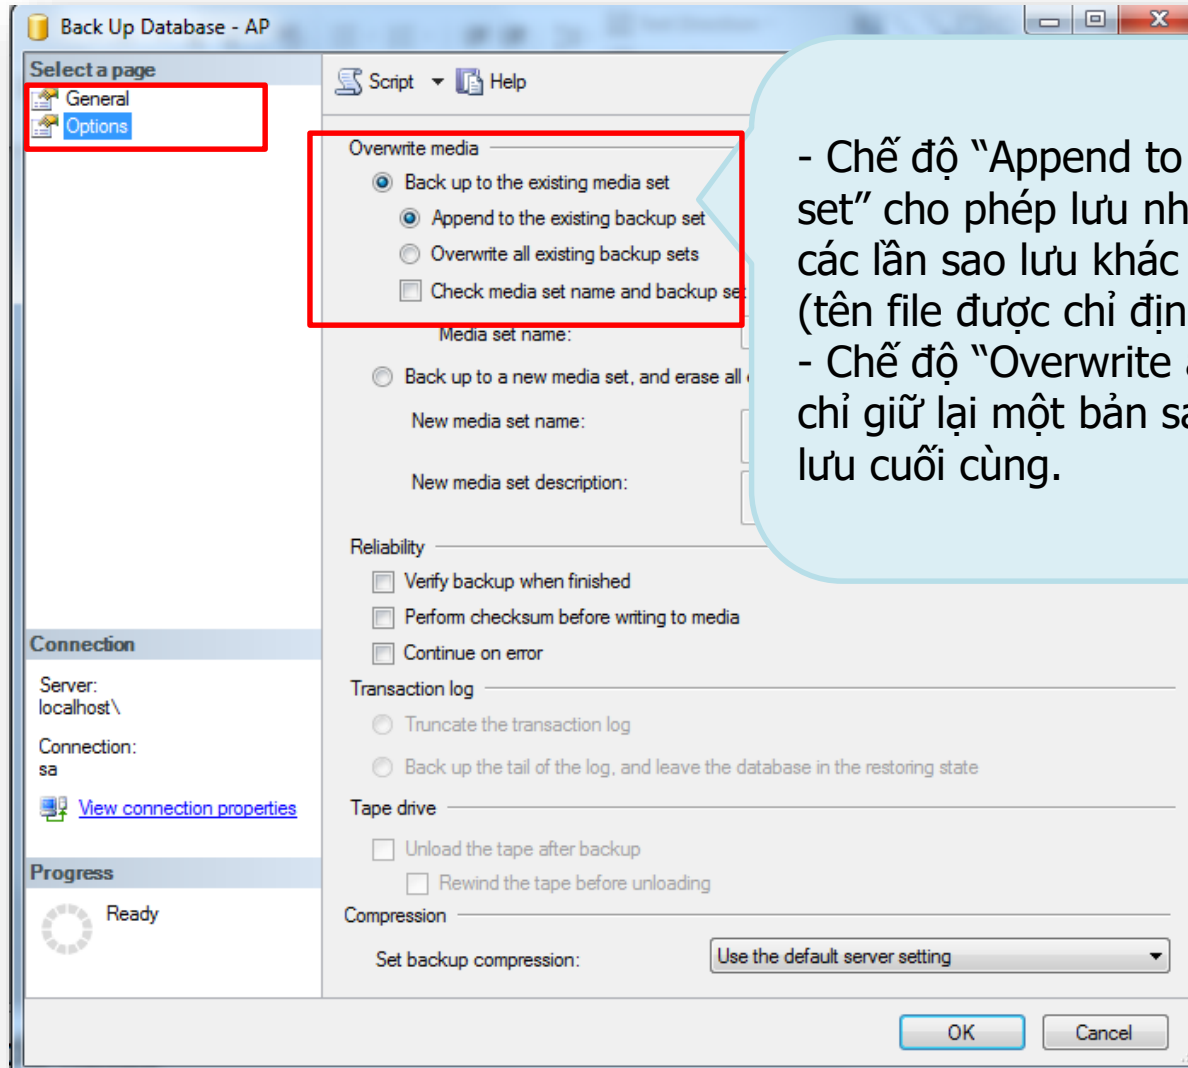 Back Up Database - AP
Select a page
General
Options
Script
Help
Overwrite media
Back up to the existing media set
Append to the existing backup set
Overwrite all existing backup sets
Check media set name and backup set
Media set name:
Back up to a new media set, and erase all
New media set name:
New media set description:
- Chế độ “Append to
set” cho phép lưu
các lần sao lưu khác
(tên file được chỉ
- Chế độ “Overwrite
chỉ giữ lại một bản
lưu cuối cùng.
Reliability
Verify backup when finished
Perform checksum before writing to media
Continue on error
Transaction log
Truncate the transaction log
Back up the tail of the log, and leave the database in the restoring state
Tape drive
Unload the tape after backup
Rewind the tape before unloading
Compression
Set backup compression:
Use the default server setting
Connection
Server:
localhost\
Connection:
sa
View connection properties
Progress
Ready
OK
Cancel